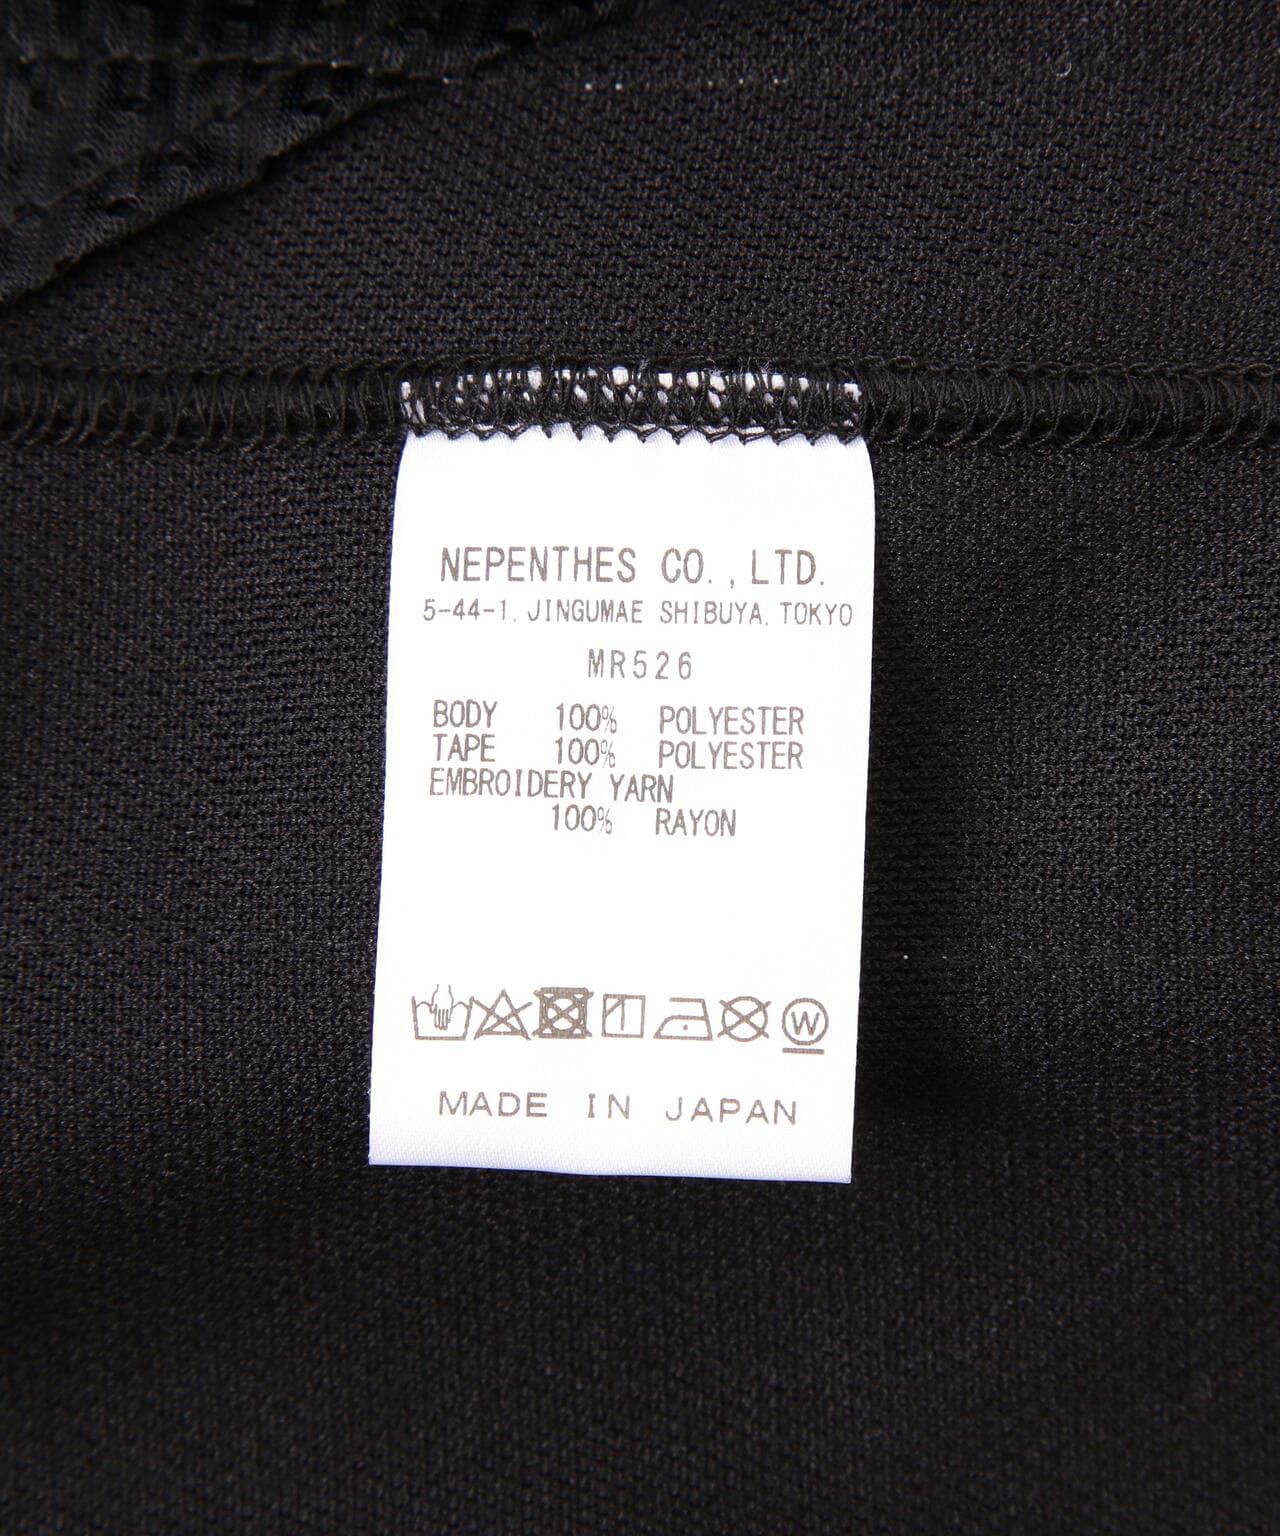 NEPENTHES CO.,LTD.
5-44-1, JINGUMAE SHIBUYA, TOKYO
MR526
BODY 100% POLYESTER
TAPE 100% POLYESTER
EMBROIDERY YARN
100% RAYON
W
MADE IN JAPAN